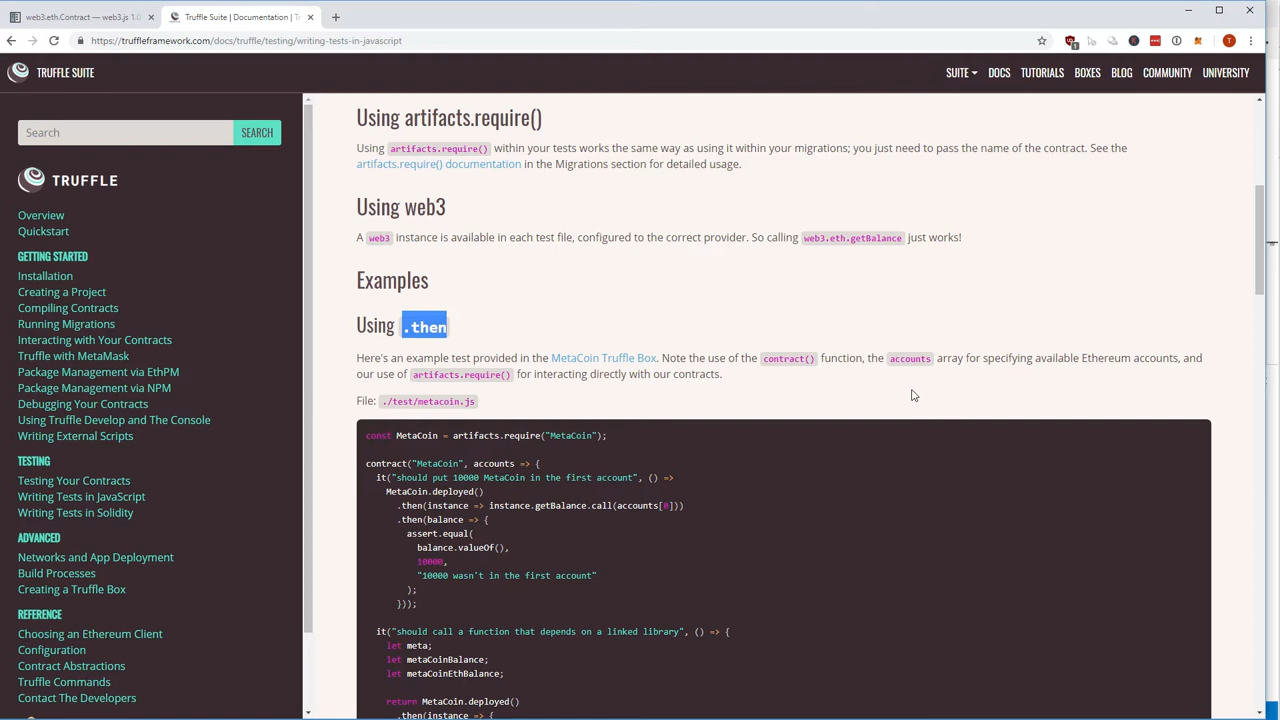 web3.eth.Contract — web3.js 1.0
Truffle Suite | Documentation | T
https://truffleframework.com/docs/truffle/testing/writing-tests-in-javascript
1
T
TRUFFLE SUITE
SUITE
DOCS
TUTORIALS
BOXES
BLOG
COMMUNITY
UNIVERSITY
Search
SEARCH
TRUFFLE
Overview
Quickstart
GETTING STARTED
Installation
Creating a Project
Compiling Contracts
Running Migrations
Interacting with Your Contracts
Truffle with MetaMask
Package Management via EthPM
Package Management via NPM
Debugging Your Contracts
Using Truffle Develop and The Console
Writing External Scripts
TESTING
Testing Your Contracts
Writing Tests in JavaScript
Writing Tests in Solidity
ADVANCED
Networks and App Deployment
Build Processes
Creating a Truffle Box
REFERENCE
Choosing an Ethereum Client
Configuration
Contract Abstractions
Truffle Commands
Contact The Developers
Using artifacts.require()
Using artifacts.require() within your tests works the same way as using it within your migrations; you just need to pass the name of the contract. See the
artifacts.require() documentation in the Migrations section for detailed usage.
Using web3
A web3 instance is available in each test file, configured to the correct provider. So calling web3.eth.getBalance just works!
Examples
Using .then
Here's an example test provided in the MetaCoin Truffle Box. Note the use of the contract() function, the accounts array for specifying available Ethereum accounts, and
our use of artifacts.require() for interacting directly with our contracts.
File: ./test/metacoin.js
const MetaCoin = artifacts.require("MetaCoin");
contract("MetaCoin", accounts => {
it("should put 10000 MetaCoin in the first account", () =>
MetaCoin.deployed()
.then(instance => instance.getBalance.call(accounts[0]))
.then(balance => {
assert.equal(
balance.valueOf(),
10000,
"10000 wasn't in the first account"
);
}));
it("should call a function that depends on a linked library", () => {
let meta;
let metaCoinBalance;
let metaCoinEthBalance;
return MetaCoin.deployed()
.then(instance => {